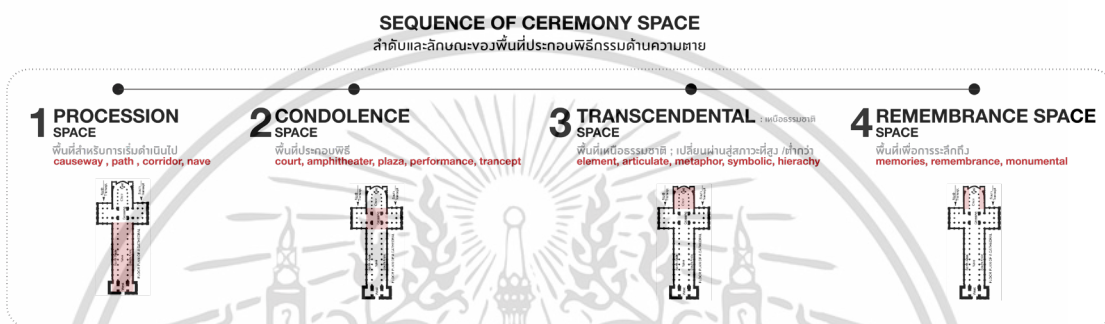 SEQUENCE OF CEREMONY SPACE
ลำดับและลักษณะของพื้นที่ประกอบพิธีกรรมด้านความตาย
1 PROCESSION
SPACE
พื้นที่สำหรับการเริ่มดำเนินไป
causeway , path , corridor, nave
2 CONDOLENCE
SPACE
พื้นที่ประกอบพิธี
court, amphitheater, plaza, performance, trancept
3 TRANSCENDENTAL : เหนือธรรมชาติ
SPACE
พื้นที่เหนือธรรมชาติ ; เปลี่ยนผ่านสู่สภาวะที่สูง /ต่ำกว่า
element, articulate, metaphor, symbolic, hierachy
4 REMEMBRANCE SPACE
SPACE
พื้นที่เพื่อการระลึกถึง
memories, remembrance, monumental